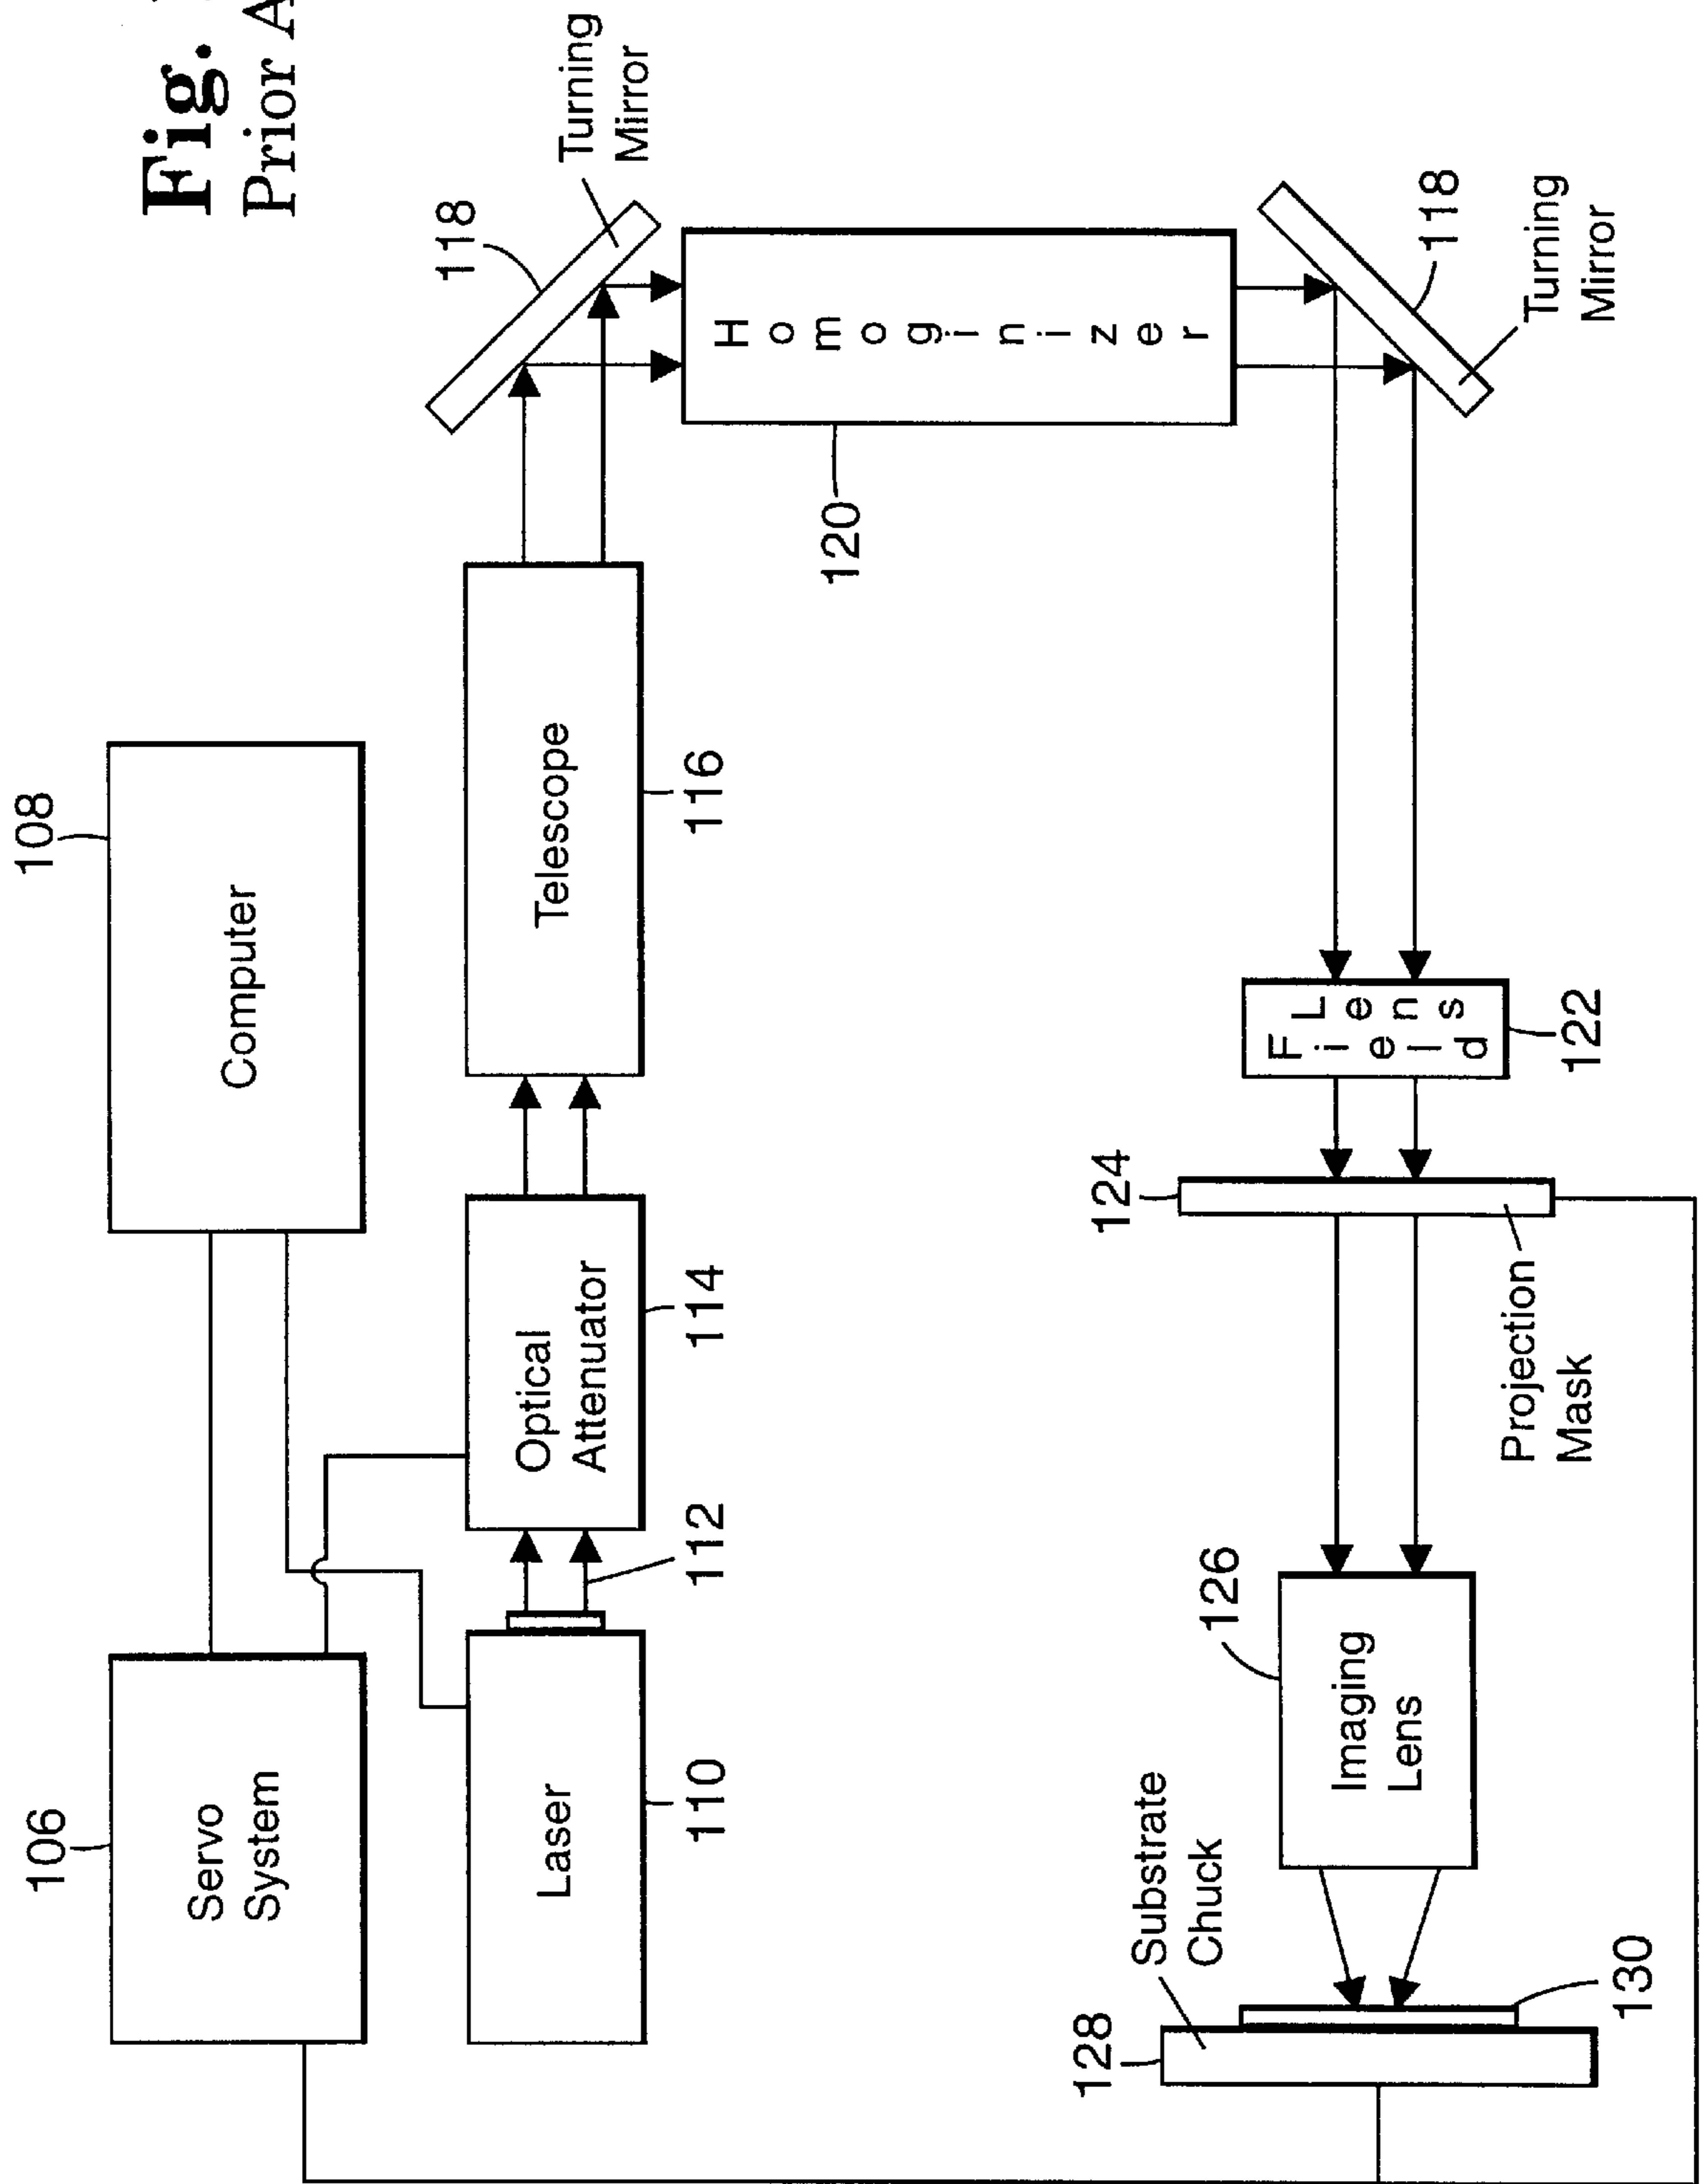 Fig.
Prior A
108
Computer
106
Servo
System
Laser
110
112
Optical
Attenuator
114
Telescope
116
118
Turning
Mirror
Homoginizer
120
118
Turning
Mirror
Field
Lens
122
124
Projection
Mask
126
Imaging
Lens
Substrate
Chuck
128
130